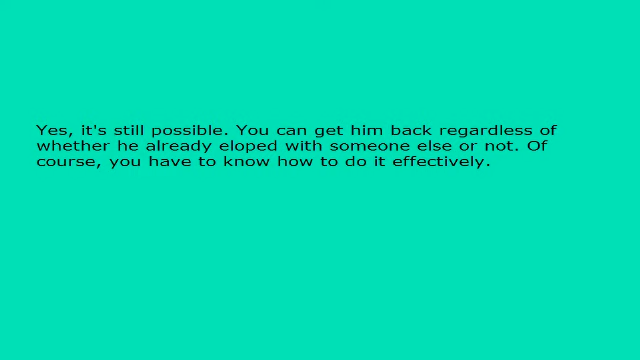 Yes, it's still possible. You can get him back regardless of
whether he already eloped with someone else or not. Of
course, you have to know how to do it effectively.